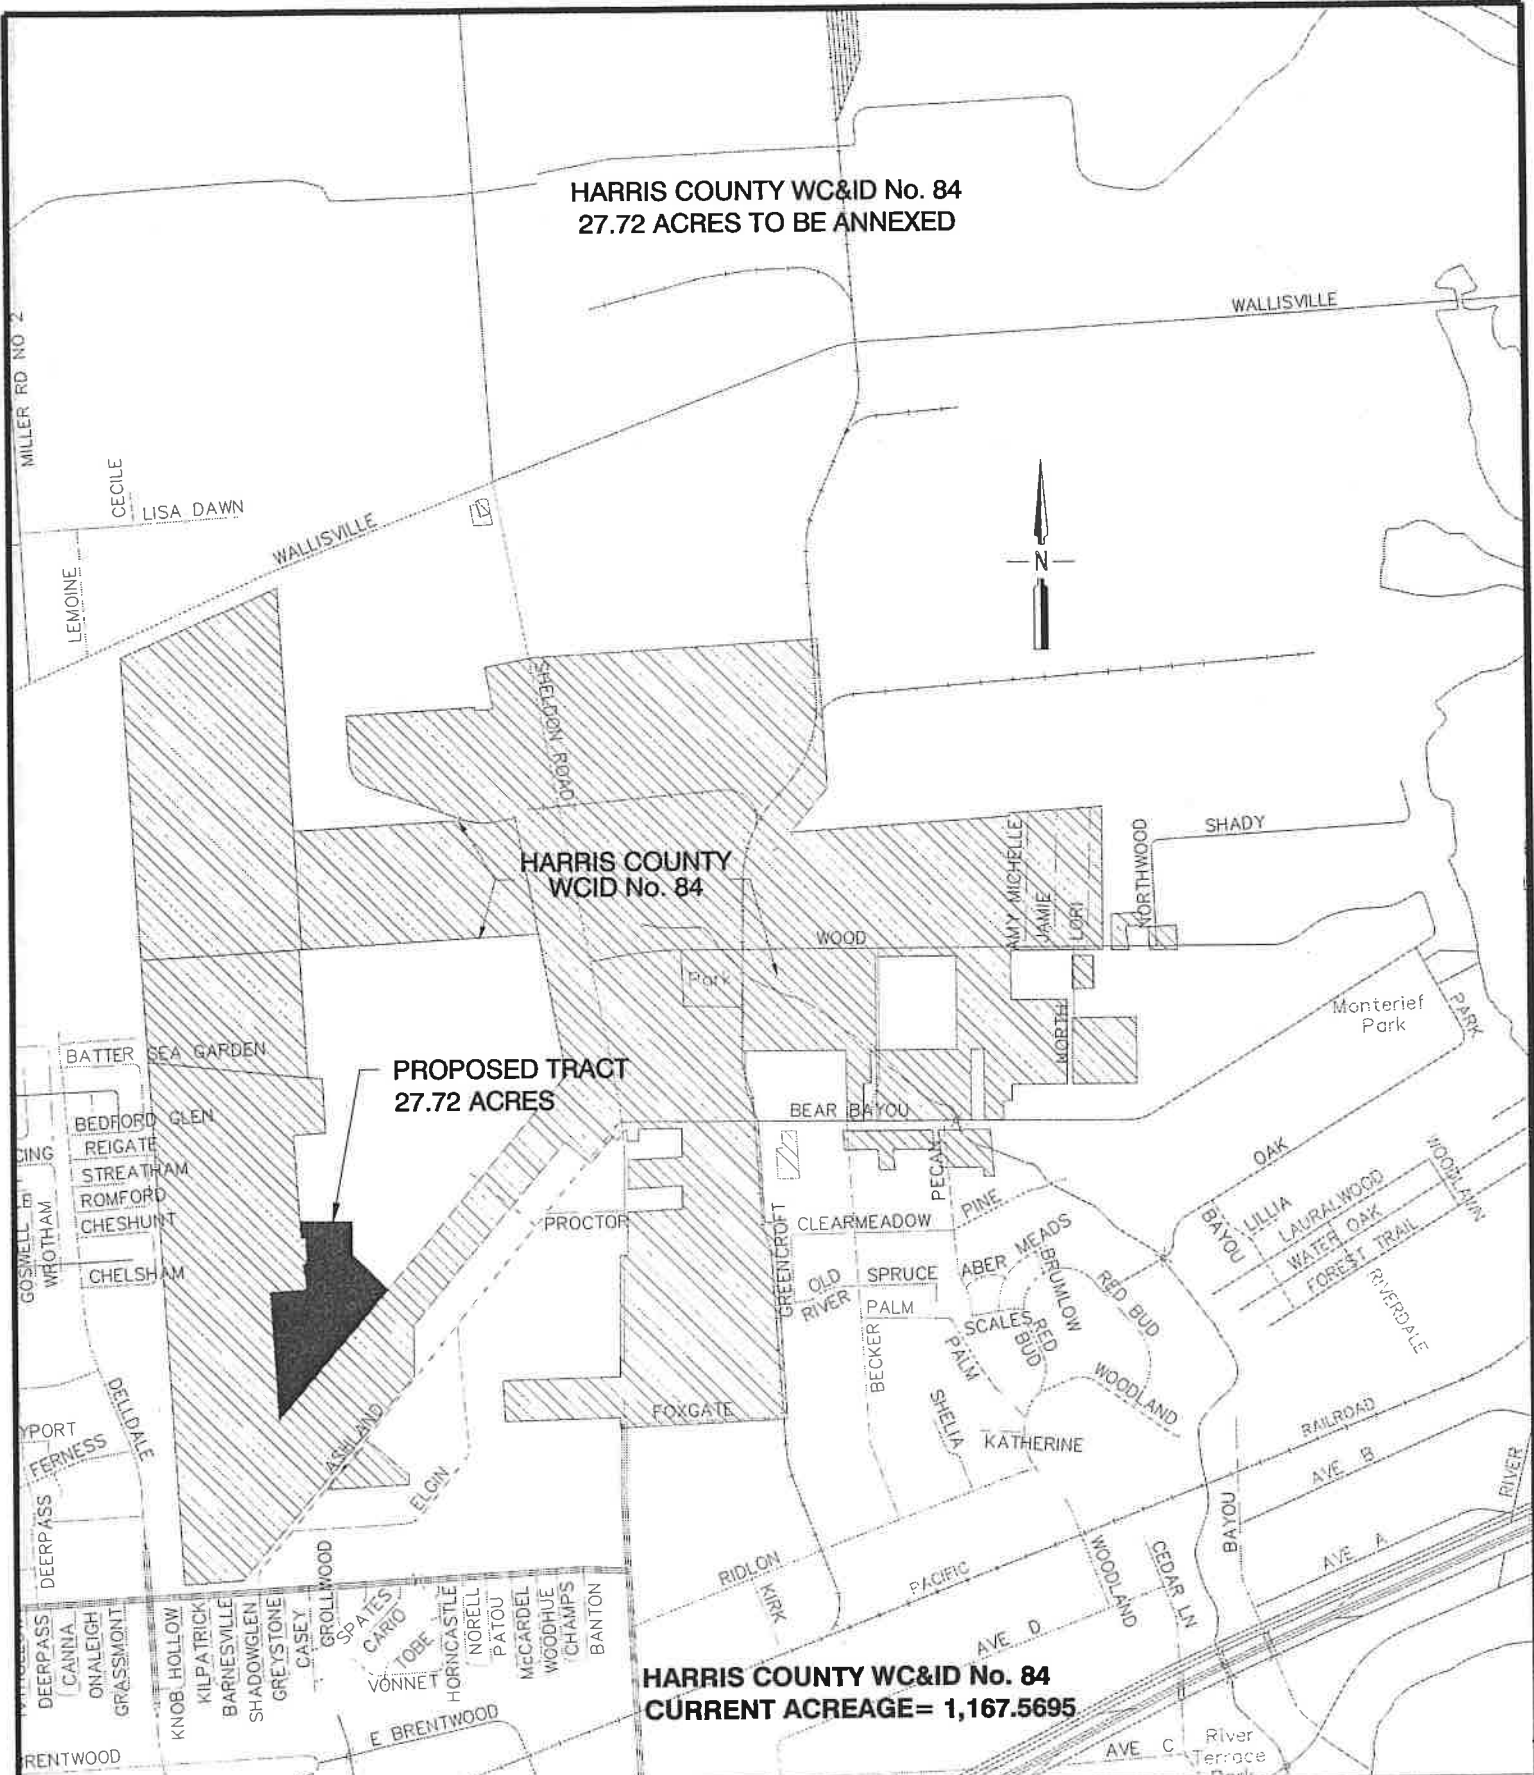 HARRIS COUNTY WC&ID No. 84
27.72 ACRES TO BE ANNEXED
WALLISVILLE
MILLER RD NO 2
CECILE
LISA DAWN
WALLISVILLE
LEMOINE
N
SHELDON ROAD
HARRIS COUNTY
WCID No. 84
AMY MICHELLE
JAMIE
LORI
NORTHWOOD
SHADY
WOOD
Park
NORTH
Monterief
Park
PARK
BATTER SEA GARDEN
PROPOSED TRACT
27.72 ACRES
BEDFORD GLEN
BEAR BAYOU
CING
REIGATE
STREATHAM
ROMFORD
CHESHUNT
CHELSHAM
GOSWELL
WROTHAM
PROCTOR
GREENCROFT
PECAN
CLEARMEADOW
PINE
OAK
BAYOU
LILLIA
LAURALWOOD
WATER OAK
FOREST TRAIL
WOODLAWN
RIVERDALE
OLD
RIVER
SPRUCE
ABER MEADS
BRUMLOW
RED BUD
PALM
SCALES
RED
BUD
BECKER
PALM
WOODLAND
SHELIA
KATHERINE
DELLDALE
YPORT
FERNESS
DEERPASS
ASHLAND
ELGIN
FOXGATE
RAILROAD
AVE B
RIVER
BAYOU
AVE A
RIDLON
KIRK
PACIFIC
WOODLAND
CEDAR LN
AVE D
DEERPASS
CANNA
ONALEIGH
GRASSMONT
KNOB HOLLOW
KILPATRICK
BARNESVILLE
SHADOWGLEN
GREYSTONE
CASEY
GROLLWOOD
SPATES
CARIO
TOBE
VONNET
HORNCASTLE
NORELL
PATOU
McCARDEL
WOODHUE
CHAMPS
BANTON
HARRIS COUNTY WC&ID No. 84
CURRENT ACREAGE= 1,167.5695
E BRENTWOOD
RENTWOOD
AVE C
River
Terrace